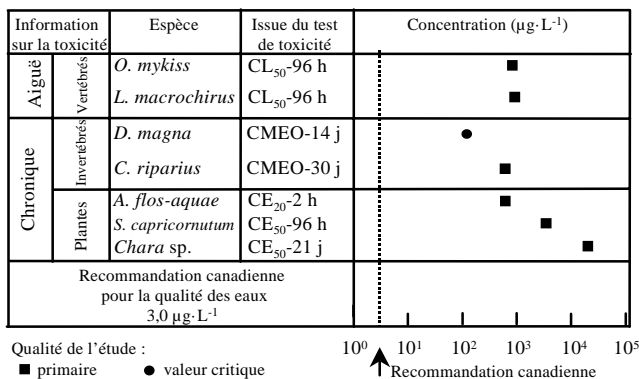 Information sur la toxicité
Espèce
Issue du test de toxicité
Concentration (µg·L⁻¹)
Aiguë
Vertébrés
O. mykiss CL₅₀-96 h
L. macrochirus CL₅₀-96 h
Chronique
Invertébrés
D. magna CMEO-14 j
C. riparius CMEO-30 j
Plantes
A. flos-aquae CE₂₀-2 h
S. capricornutum CE₅₀-96 h
Chara sp. CE₅₀-21 j
Recommandation canadienne
pour la qualité des eaux
3,0 µg·L⁻¹
10⁰ 10¹ 10² 10³ 10⁴ 10⁵
Recommandation canadienne
Qualité de l'étude :
primaire valeur critique